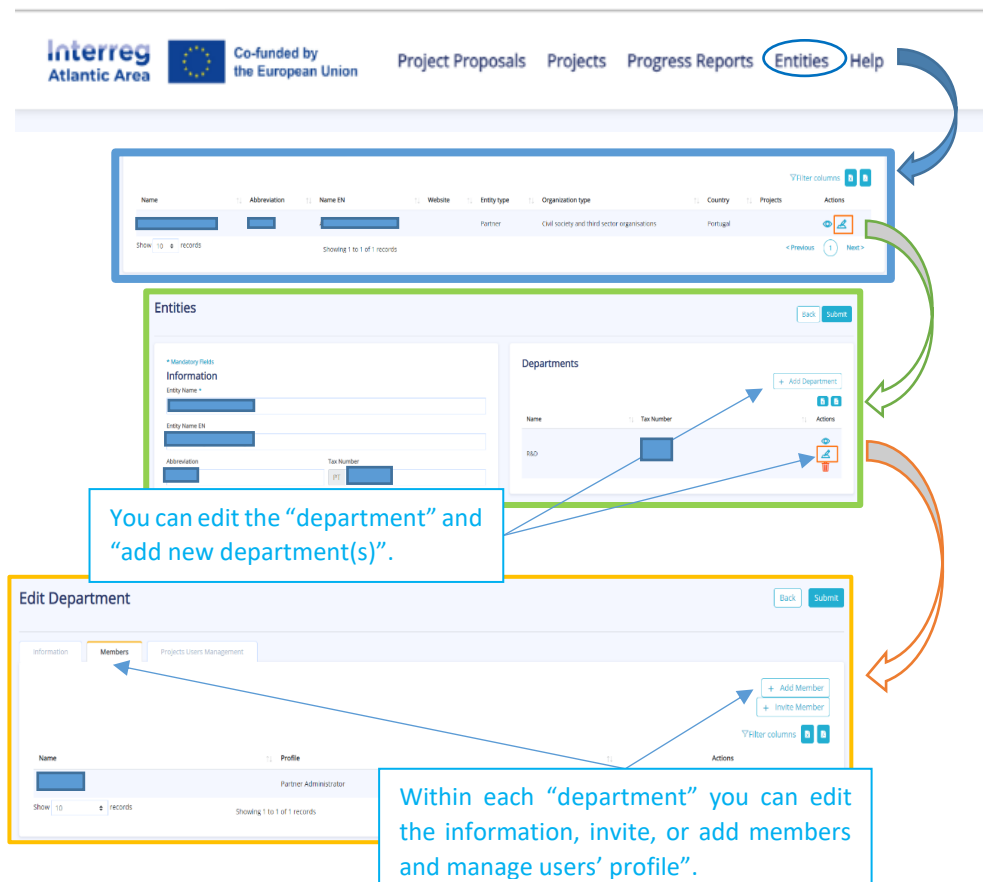 Interreg
Atlantic Area
Co-funded by
the European Union
Project Proposals Projects Progress Reports Entities Help
Filter columns
Name Abbreviation Name EN Website Entity type Organization type Country Projects Actions
Partner Civil society and third sector organisations Portugal
Show 10 records Showing 1 to 1 of 1 records < Previous 1 Next >
Entities
Back Submit
* Mandatory Fields
Information
Entity Name *
Entity Name EN
Abbreviation Tax Number
PT
Departments
+ Add Department
Name Tax Number Actions
R&D
You can edit the “department” and
“add new department(s)”.
Edit Department
Back Submit
Information Members Projects Users Management
+ Add Member
+ Invite Member
Filter columns
Name Profile Actions
Partner Administrator
Show 10 records Showing 1 to 1 of 1 records
Within each “department” you can edit
the information, invite, or add members
and manage users’ profile”.